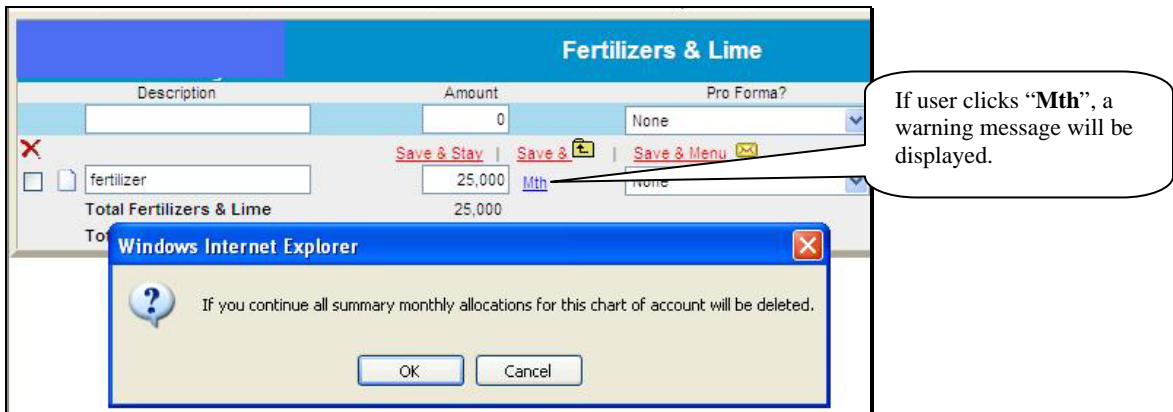 Fertilizers & Lime
Description Amount Pro Forma?
0 None
Save & Stay | Save & | Save & Menu
fertilizer 25,000 Mth None
Total Fertilizers & Lime 25,000
If user clicks “Mth”, a
warning message will be
displayed.
Windows Internet Explorer
If you continue all summary monthly allocations for this chart of account will be deleted.
OK Cancel